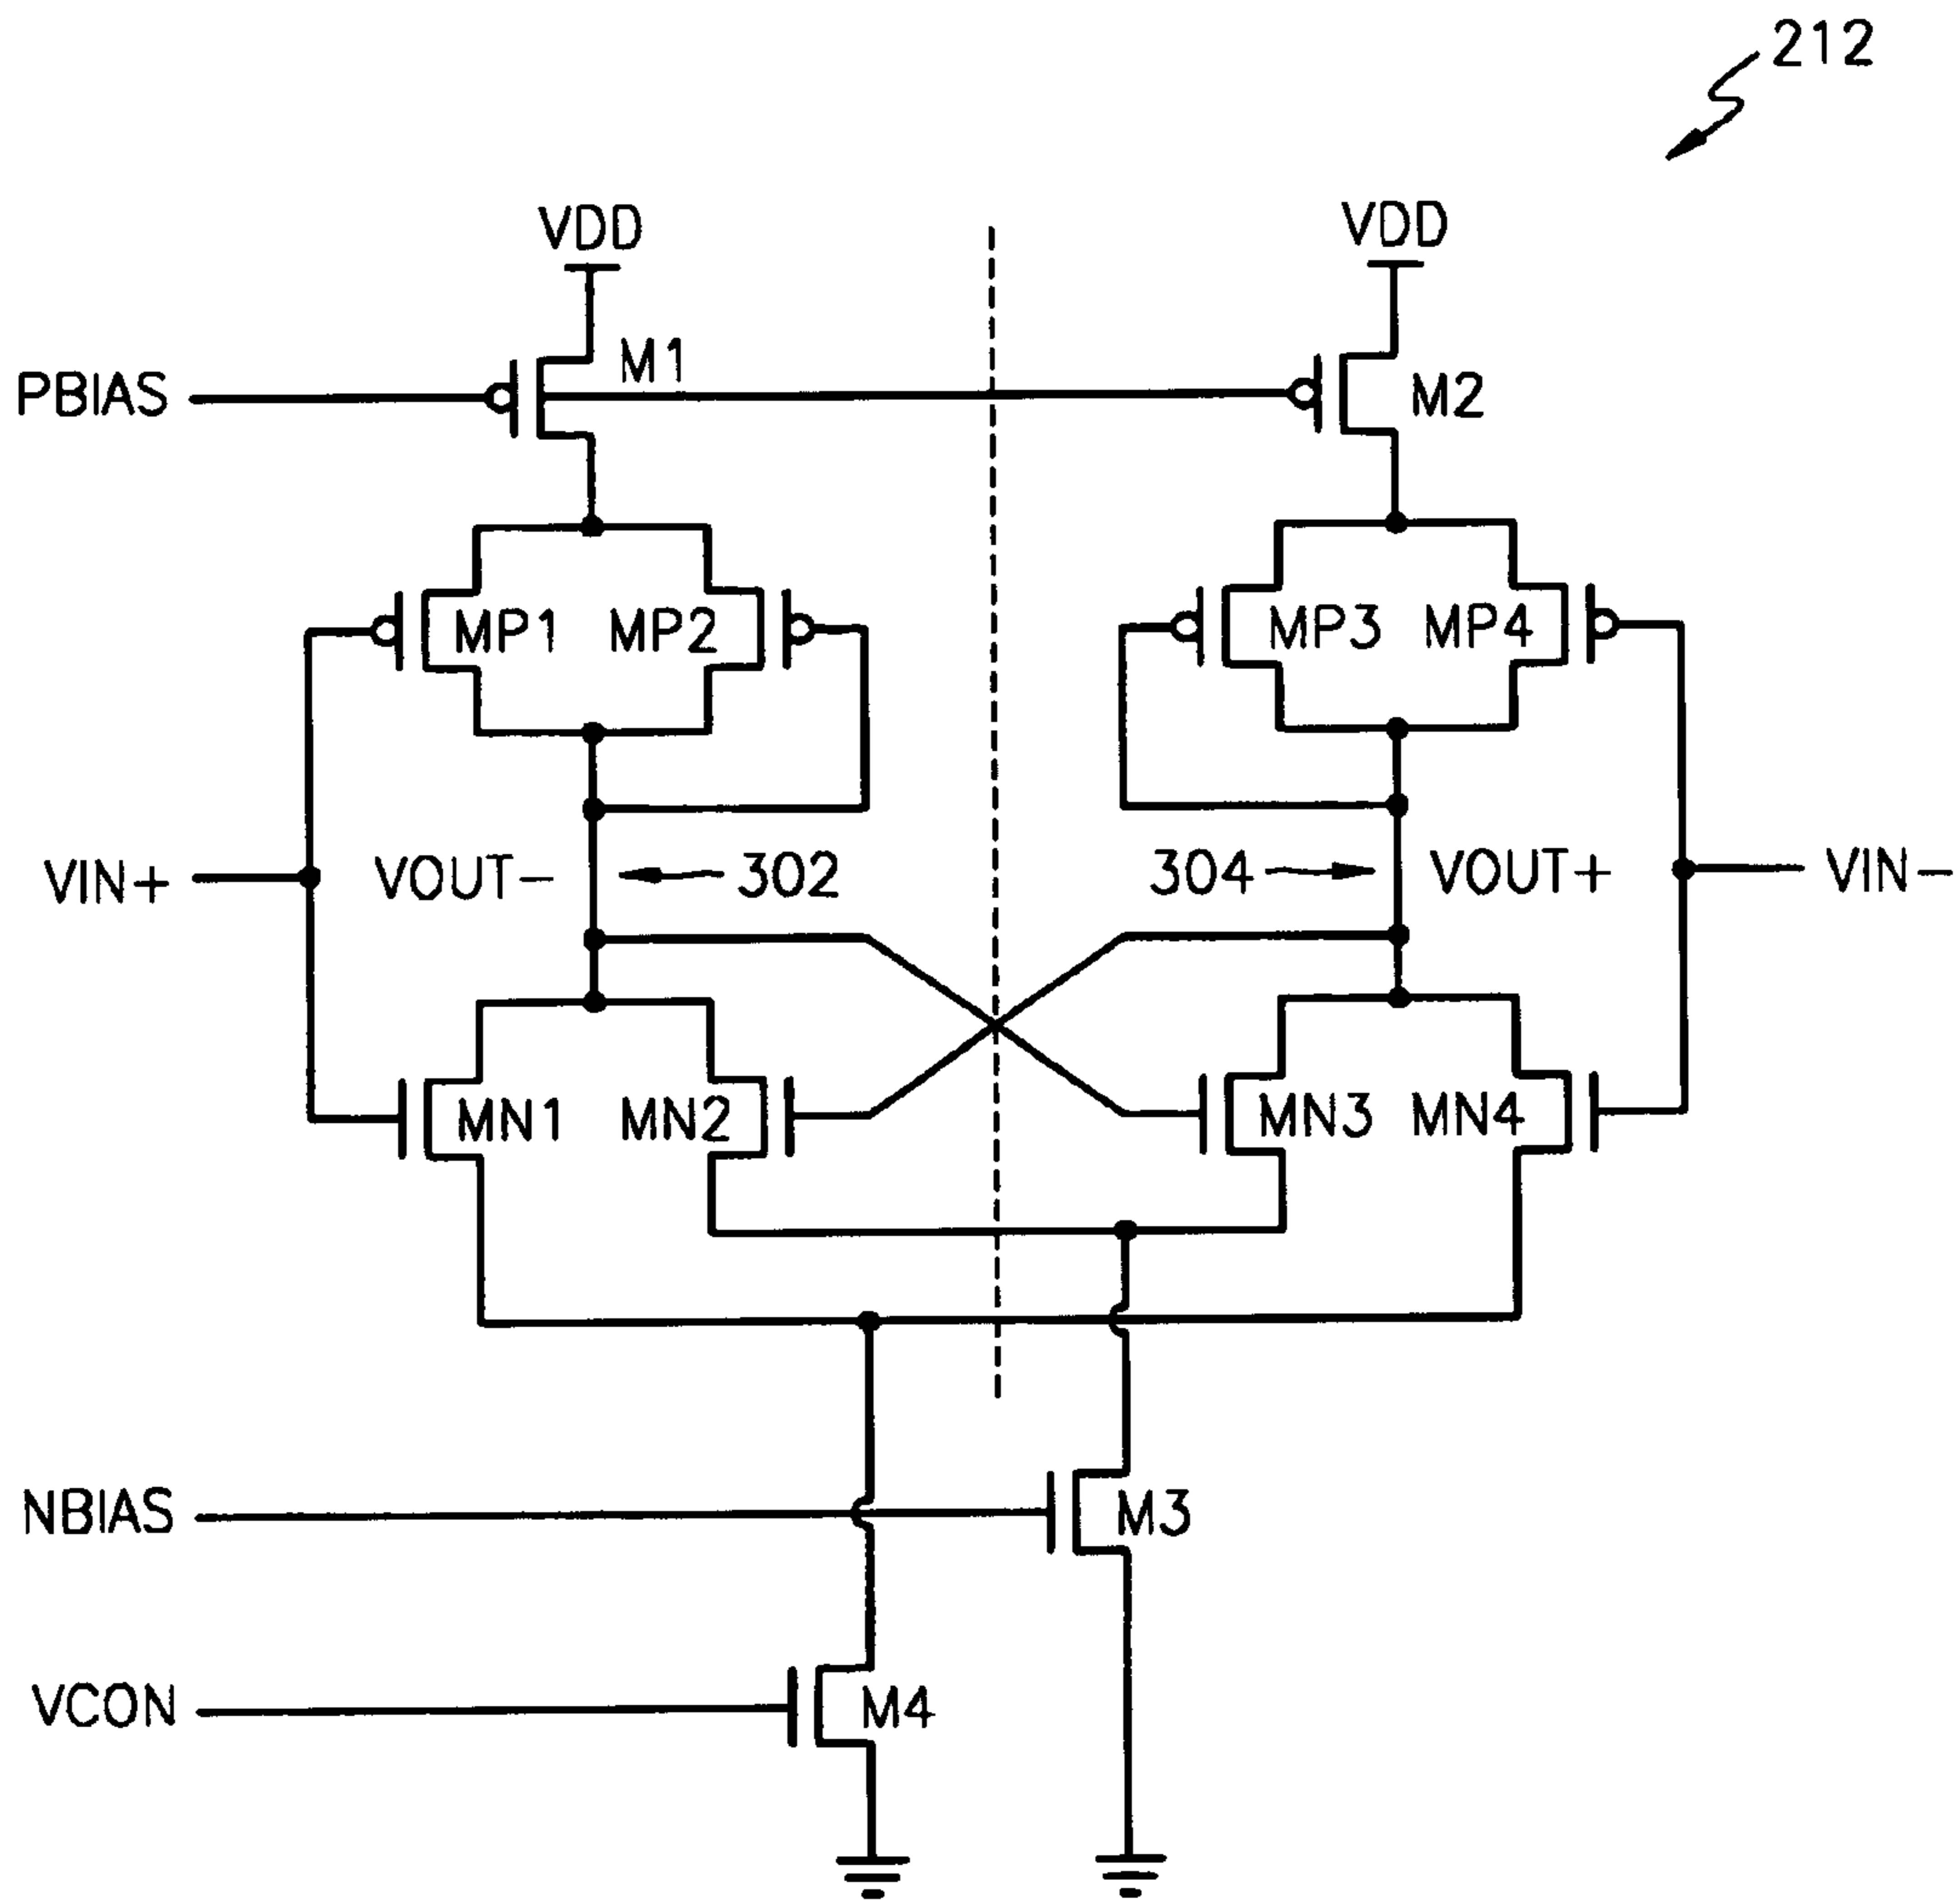 212
VDD VDD
M1
PBIAS M2
MP1 MP2 MP3 MP4
VIN+ VOUT- 302 304 VOUT+ VIN-
MN1 MN2 MN3 MN4
NBIAS M3
VCON M4